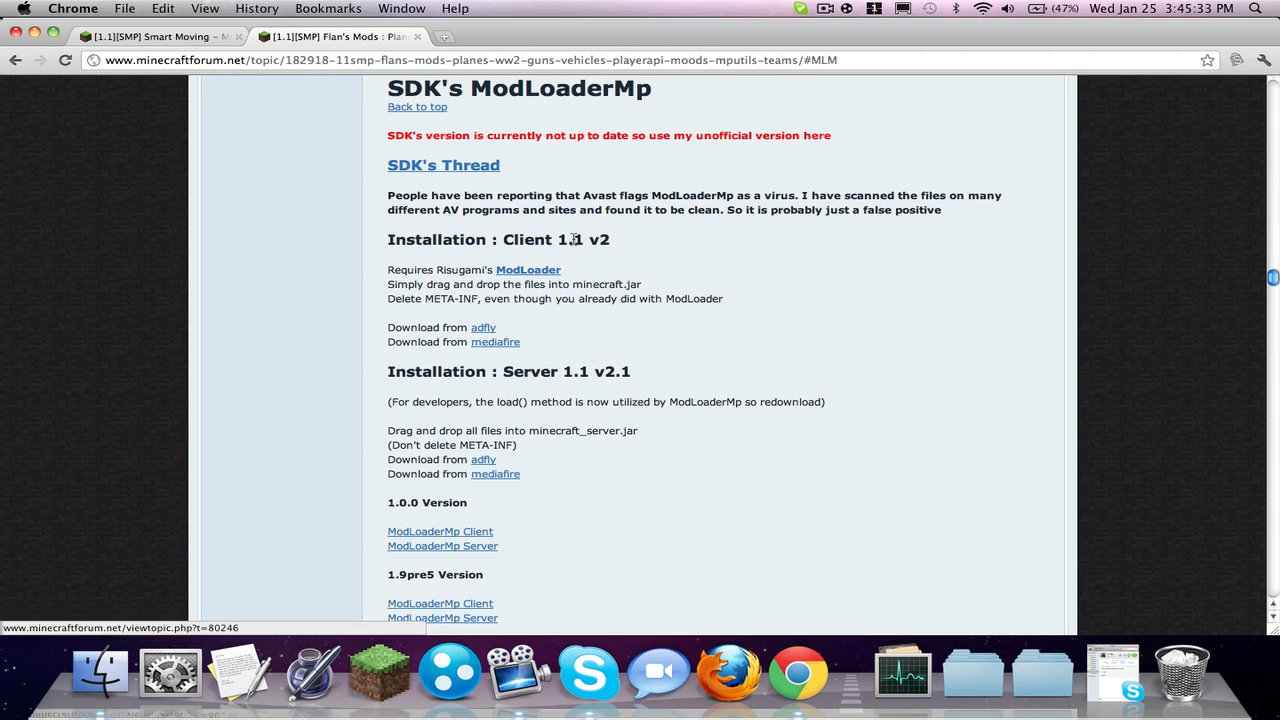 Chrome File Edit View History Bookmarks Window Help 1 (47%) Wed Jan 25 3:45:33 PM
[1.1][SMP] Smart Moving – M [1.1][SMP] Flan's Mods : Plan
www.minecraftforum.net/topic/182918-11smp-flans-mods-planes-ww2-guns-vehicles-playerapi-moods-mputils-teams/#MLM
SDK's ModLoaderMp
Back to top
SDK's version is currently not up to date so use my unofficial version here
SDK's Thread
People have been reporting that Avast flags ModLoaderMp as a virus. I have scanned the files on many
different AV programs and sites and found it to be clean. So it is probably just a false positive
Installation : Client 1.1 v2
Requires Risugami's ModLoader
Simply drag and drop the files into minecraft.jar
Delete META-INF, even though you already did with ModLoader
Download from adfly
Download from mediafire
Installation : Server 1.1 v2.1
(For developers, the load() method is now utilized by ModLoaderMp so redownload)
Drag and drop all files into minecraft_server.jar
(Don't delete META-INF)
Download from adfly
Download from mediafire
1.0.0 Version
ModLoaderMp Client
ModLoaderMp Server
1.9pre5 Version
ModLoaderMp Client
ModLoaderMp Server
www.minecraftforum.net/viewtopic.php?t=80246